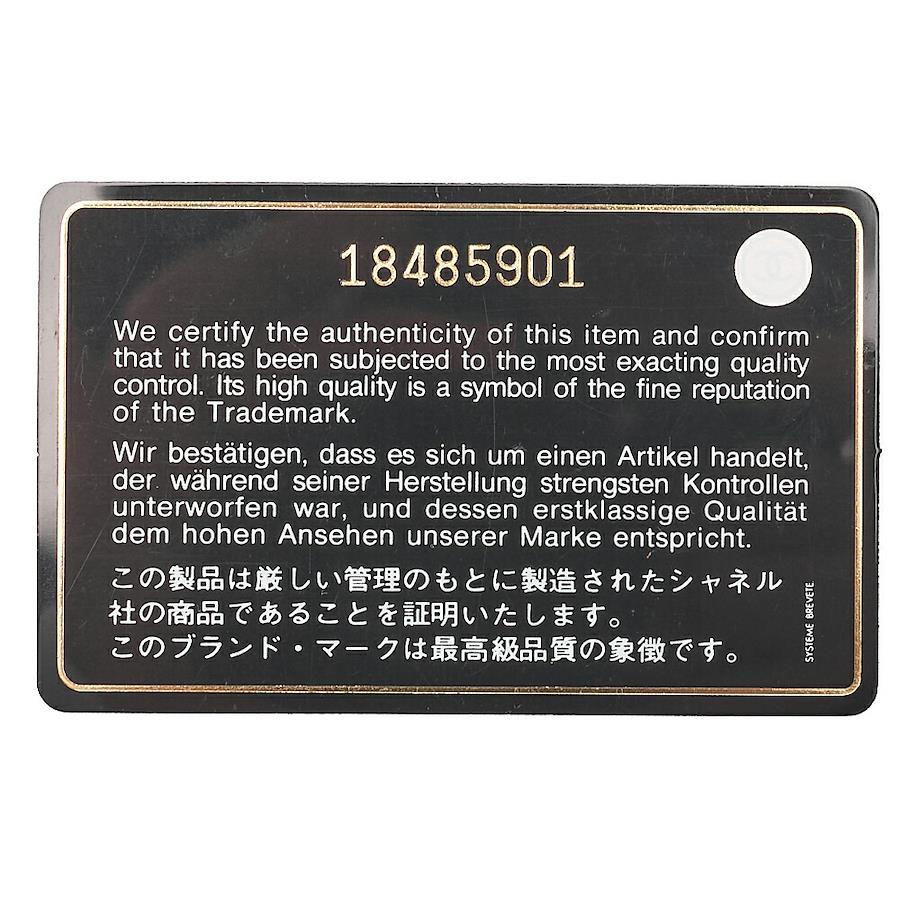 18485901
We certify the authenticity of this item and confirm
that it has been subjected to the most exacting quality
control. Its high quality is a symbol of the fine reputation
of the Trademark.
Wir bestätigen, dass es sich um einen Artikel handelt,
der während seiner Herstellung strengsten Kontrollen
unterworfen war, und dessen erstklassige Qualität
dem hohen Ansehen unserer Marke entspricht.
この製品は厳しい管理のもとに製造されたシャネル
社の商品であることを証明いたします。
このブランド・マークは最高級品質の象徴です。
SYSTEME BREVETE